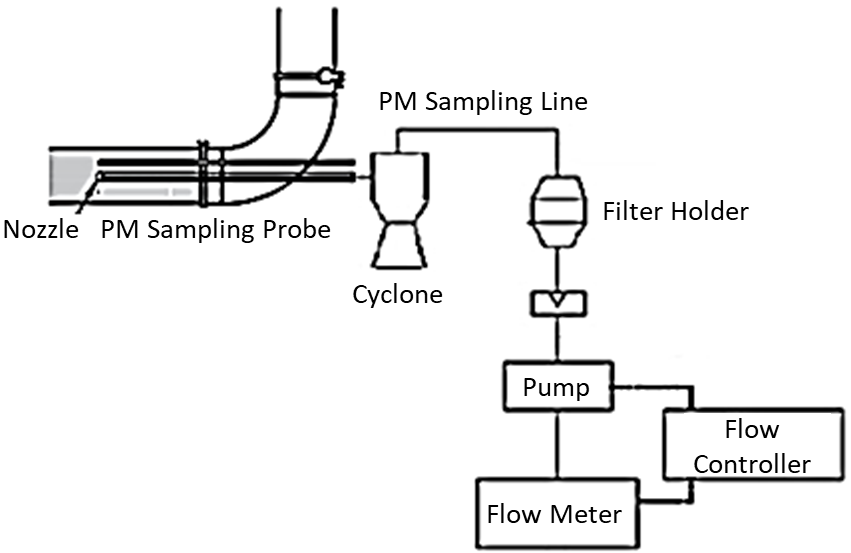 PM Sampling Line
Nozzle
PM Sampling Probe
Filter Holder
Cyclone
Pump
Flow
Controller
Flow Meter